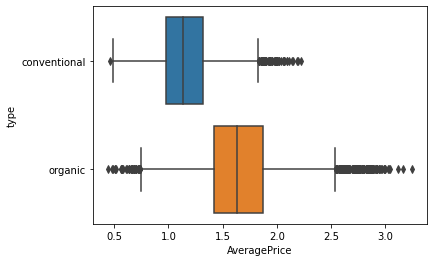 conventional
organic
type
0.5 1.0 1.5 2.0 2.5 3.0
AveragePrice